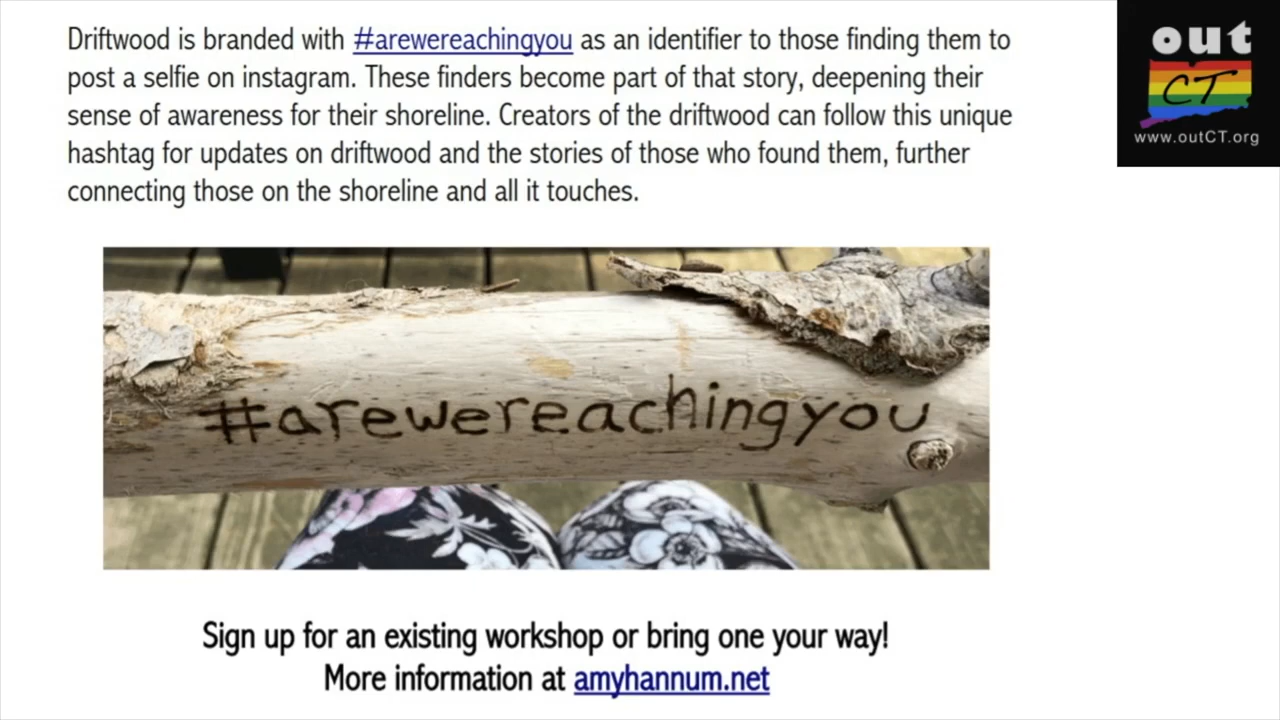 Driftwood is branded with #arewereachingyou as an identifier to those finding them to
post a selfie on instagram. These finders become part of that story, deepening their
sense of awareness for their shoreline. Creators of the driftwood can follow this unique
hashtag for updates on driftwood and the stories of those who found them, further
connecting those on the shoreline and all it touches.
out
CT
www.outCT.org
#arewereachingyou
Sign up for an existing workshop or bring one your way!
More information at amyhannum.net